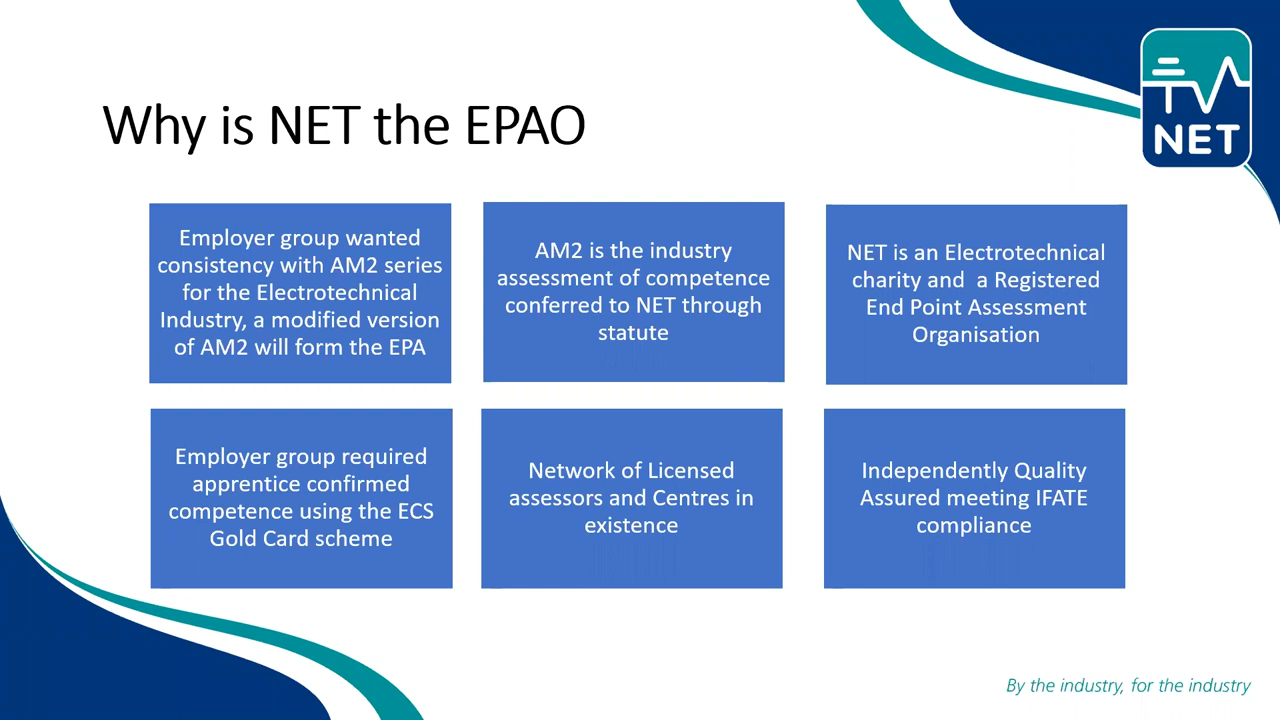 Why is NET the EPAO
NET
Employer group wanted
consistency with AM2 series
for the Electrotechnical
Industry, a modified version
of AM2 will form the EPA
AM2 is the industry
assessment of competence
conferred to NET through
statute
NET is an Electrotechnical
charity and  a Registered
End Point Assessment
Organisation
Employer group required
apprentice confirmed
competence using the ECS
Gold Card scheme
Network of Licensed
assessors and Centres in
existence
Independently Quality
Assured meeting IFATE
compliance
By the industry, for the industry